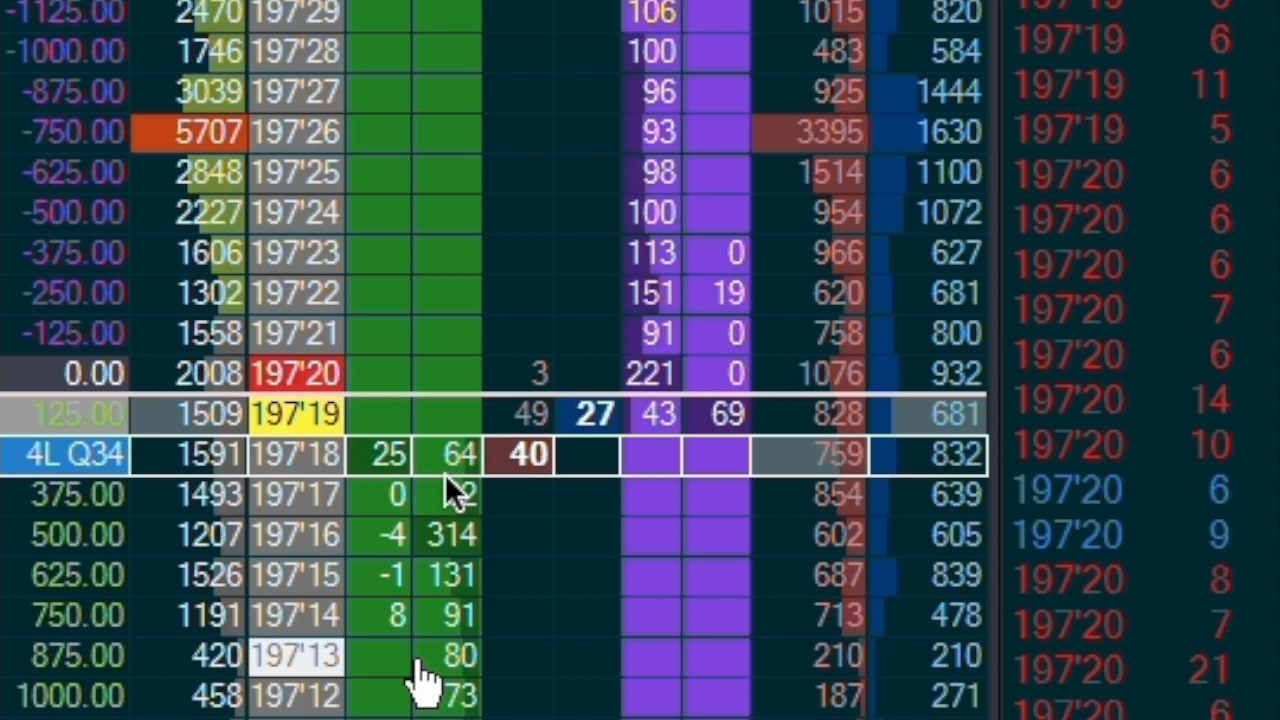 -1125.00 2470 197'29 106 1015 820
-1000.00 1746 197'28 100 483 584 197'19 6
-875.00 3039 197'27 96 925 1444 197'19 11
-750.00 5707 197'26 93 3395 1630 197'19 5
-625.00 2848 197'25 98 1514 1100 197'20 6
-500.00 2227 197'24 100 954 1072 197'20 6
-375.00 1606 197'23 113 0 966 627 197'20 6
-250.00 1302 197'22 151 19 620 681 197'20 7
-125.00 1558 197'21 91 0 758 800 197'20 6
0.00 2008 197'20 3 221 0 1076 932 197'20 14
125.00 1509 197'19 49 27 43 69 828 681 197'20 10
4L Q34 1591 197'18 25 64 40 759 832 197'20 6
375.00 1493 197'17 0 854 639 197'20 9
500.00 1207 197'16 -4 314 602 605 197'20 8
625.00 1526 197'15 -1 131 687 839 197'20 7
750.00 1191 197'14 8 91 713 478 197'20 21
875.00 420 197'13 80 210 210
1000.00 458 197'12 73 187 271